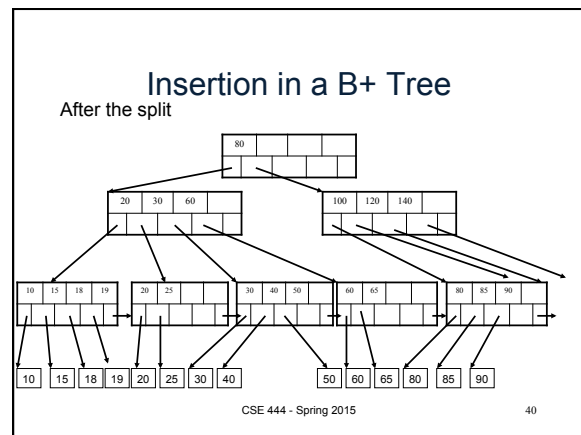 Insertion in a B+ Tree
After the split
80
20 30 60
100 120 140
10 15 18 19
20 25
30 40 50
60 65
80 85 90
10 15 18 19 20 25 30 40 50 60 65 80 85 90
CSE 444 - Spring 2015 40